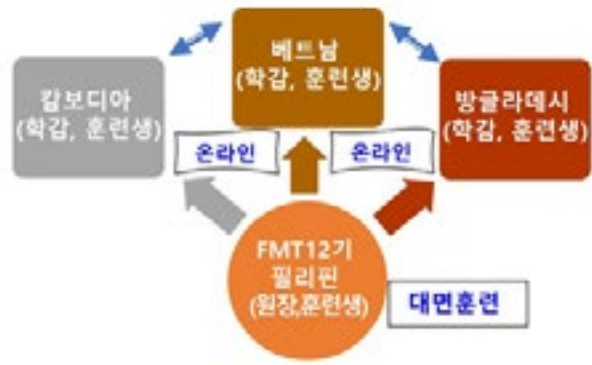 베트남
(학감, 훈련생)
캄보디아
(학감, 훈련생)
방글라데시
(학감, 훈련생)
온라인
온라인
FMT12기
필리핀
(원장,훈련생)
대면훈련